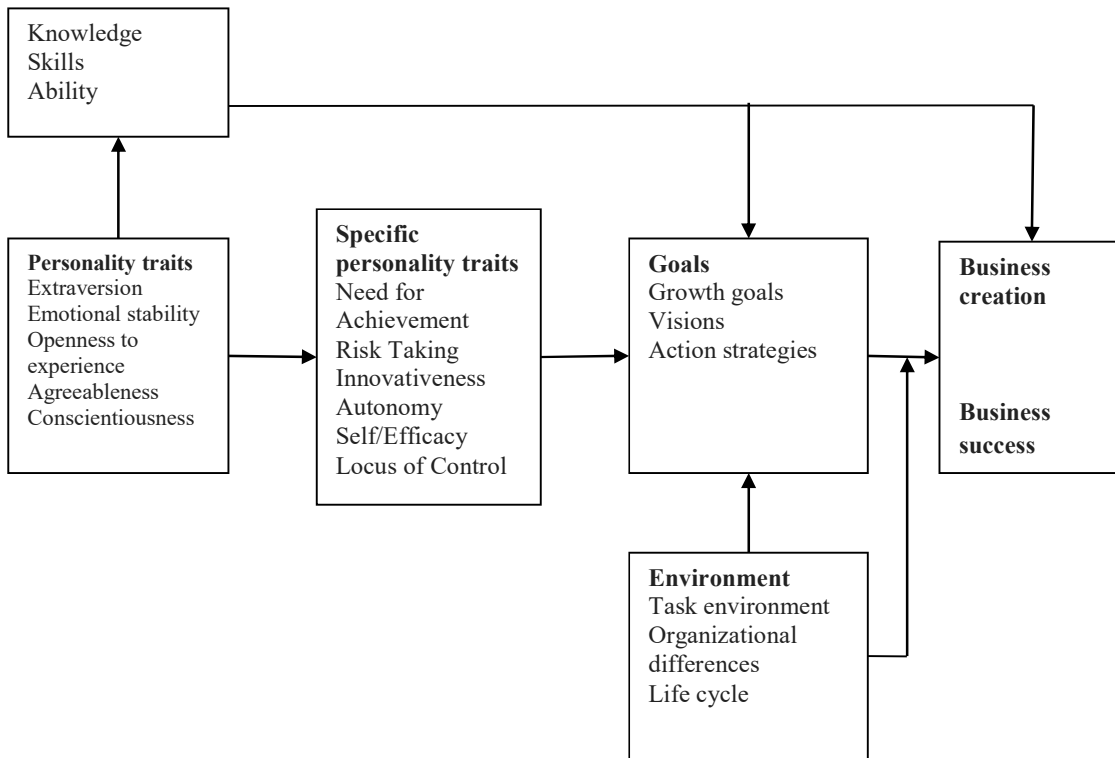 Knowledge
Skills
Ability
Personality traits
Extraversion
Emotional stability
Openness to
experience
Agreeableness
Conscientiousness
Specific
personality traits
Need for
Achievement
Risk Taking
Innovativeness
Autonomy
Self/Efficacy
Locus of Control
Goals
Growth goals
Visions
Action strategies
Business
creation
Business
success
Environment
Task environment
Organizational
differences
Life cycle